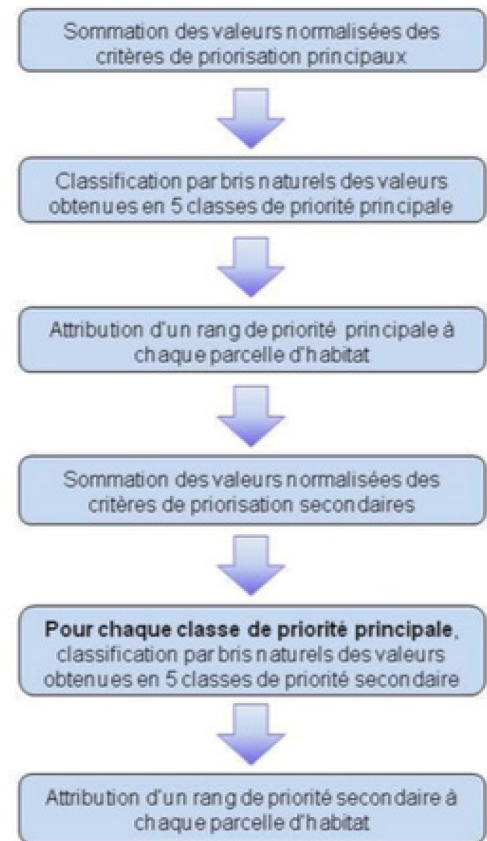 Sommation des valeurs normalisées des
critères de priorisation principaux
Classification par bris naturels des valeurs
obtenues en 5 classes de priorité principale
Attribution d'un rang de priorité principale à
chaque parcelle d'habitat
Sommation des valeurs normalisées des
critères de priorisation secondaires
Pour chaque classe de priorité principale,
classification par bris naturels des valeurs
obtenues en 5 classes de priorité secondaire
Attribution d'un rang de priorité secondaire à
chaque parcelle d'habitat